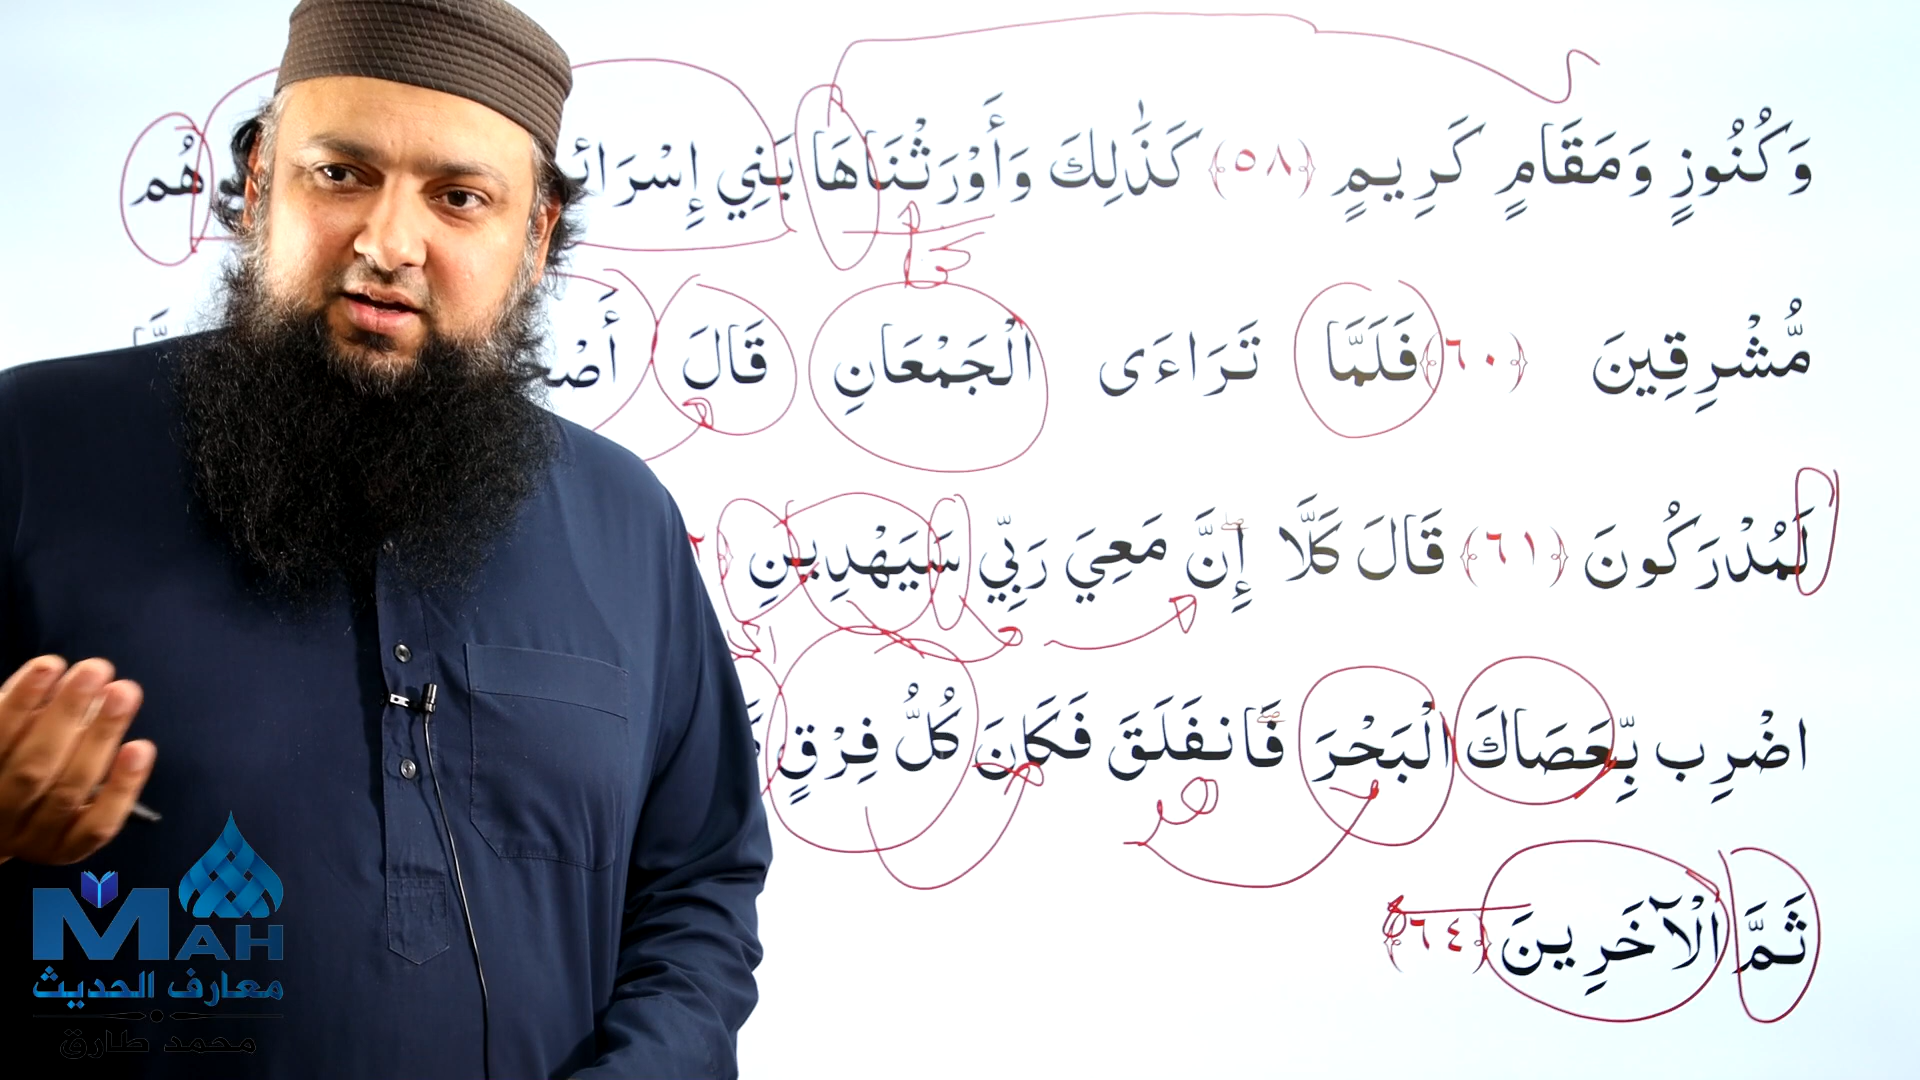 وَكُنُوزٍ وَمَقَامٍ كَرِيمٍ ﴿٥٨﴾ كَذَٰلِكَ وَأَوْرَثْنَاهَا بَنِي إِسْرَائ هُم
مُّشْرِقِينَ ﴿٦٠﴾ فَلَمَّا تَرَاءَى الْجَمْعَانِ قَالَ أَصْ
لَمُدْرَكُونَ ﴿٦١﴾ قَالَ كَلَّا إِنَّ مَعِيَ رَبِّي سَيَهْدِينِ
اضْرِب بِّعَصَاكَ الْبَحْرَ فَانفَلَقَ فَكَانَ كُلُّ فِرْقٍ
ثَمَّ الْآخَرِينَ ﴿٦٤﴾
MAH
معارف الحديث
محمد طارق